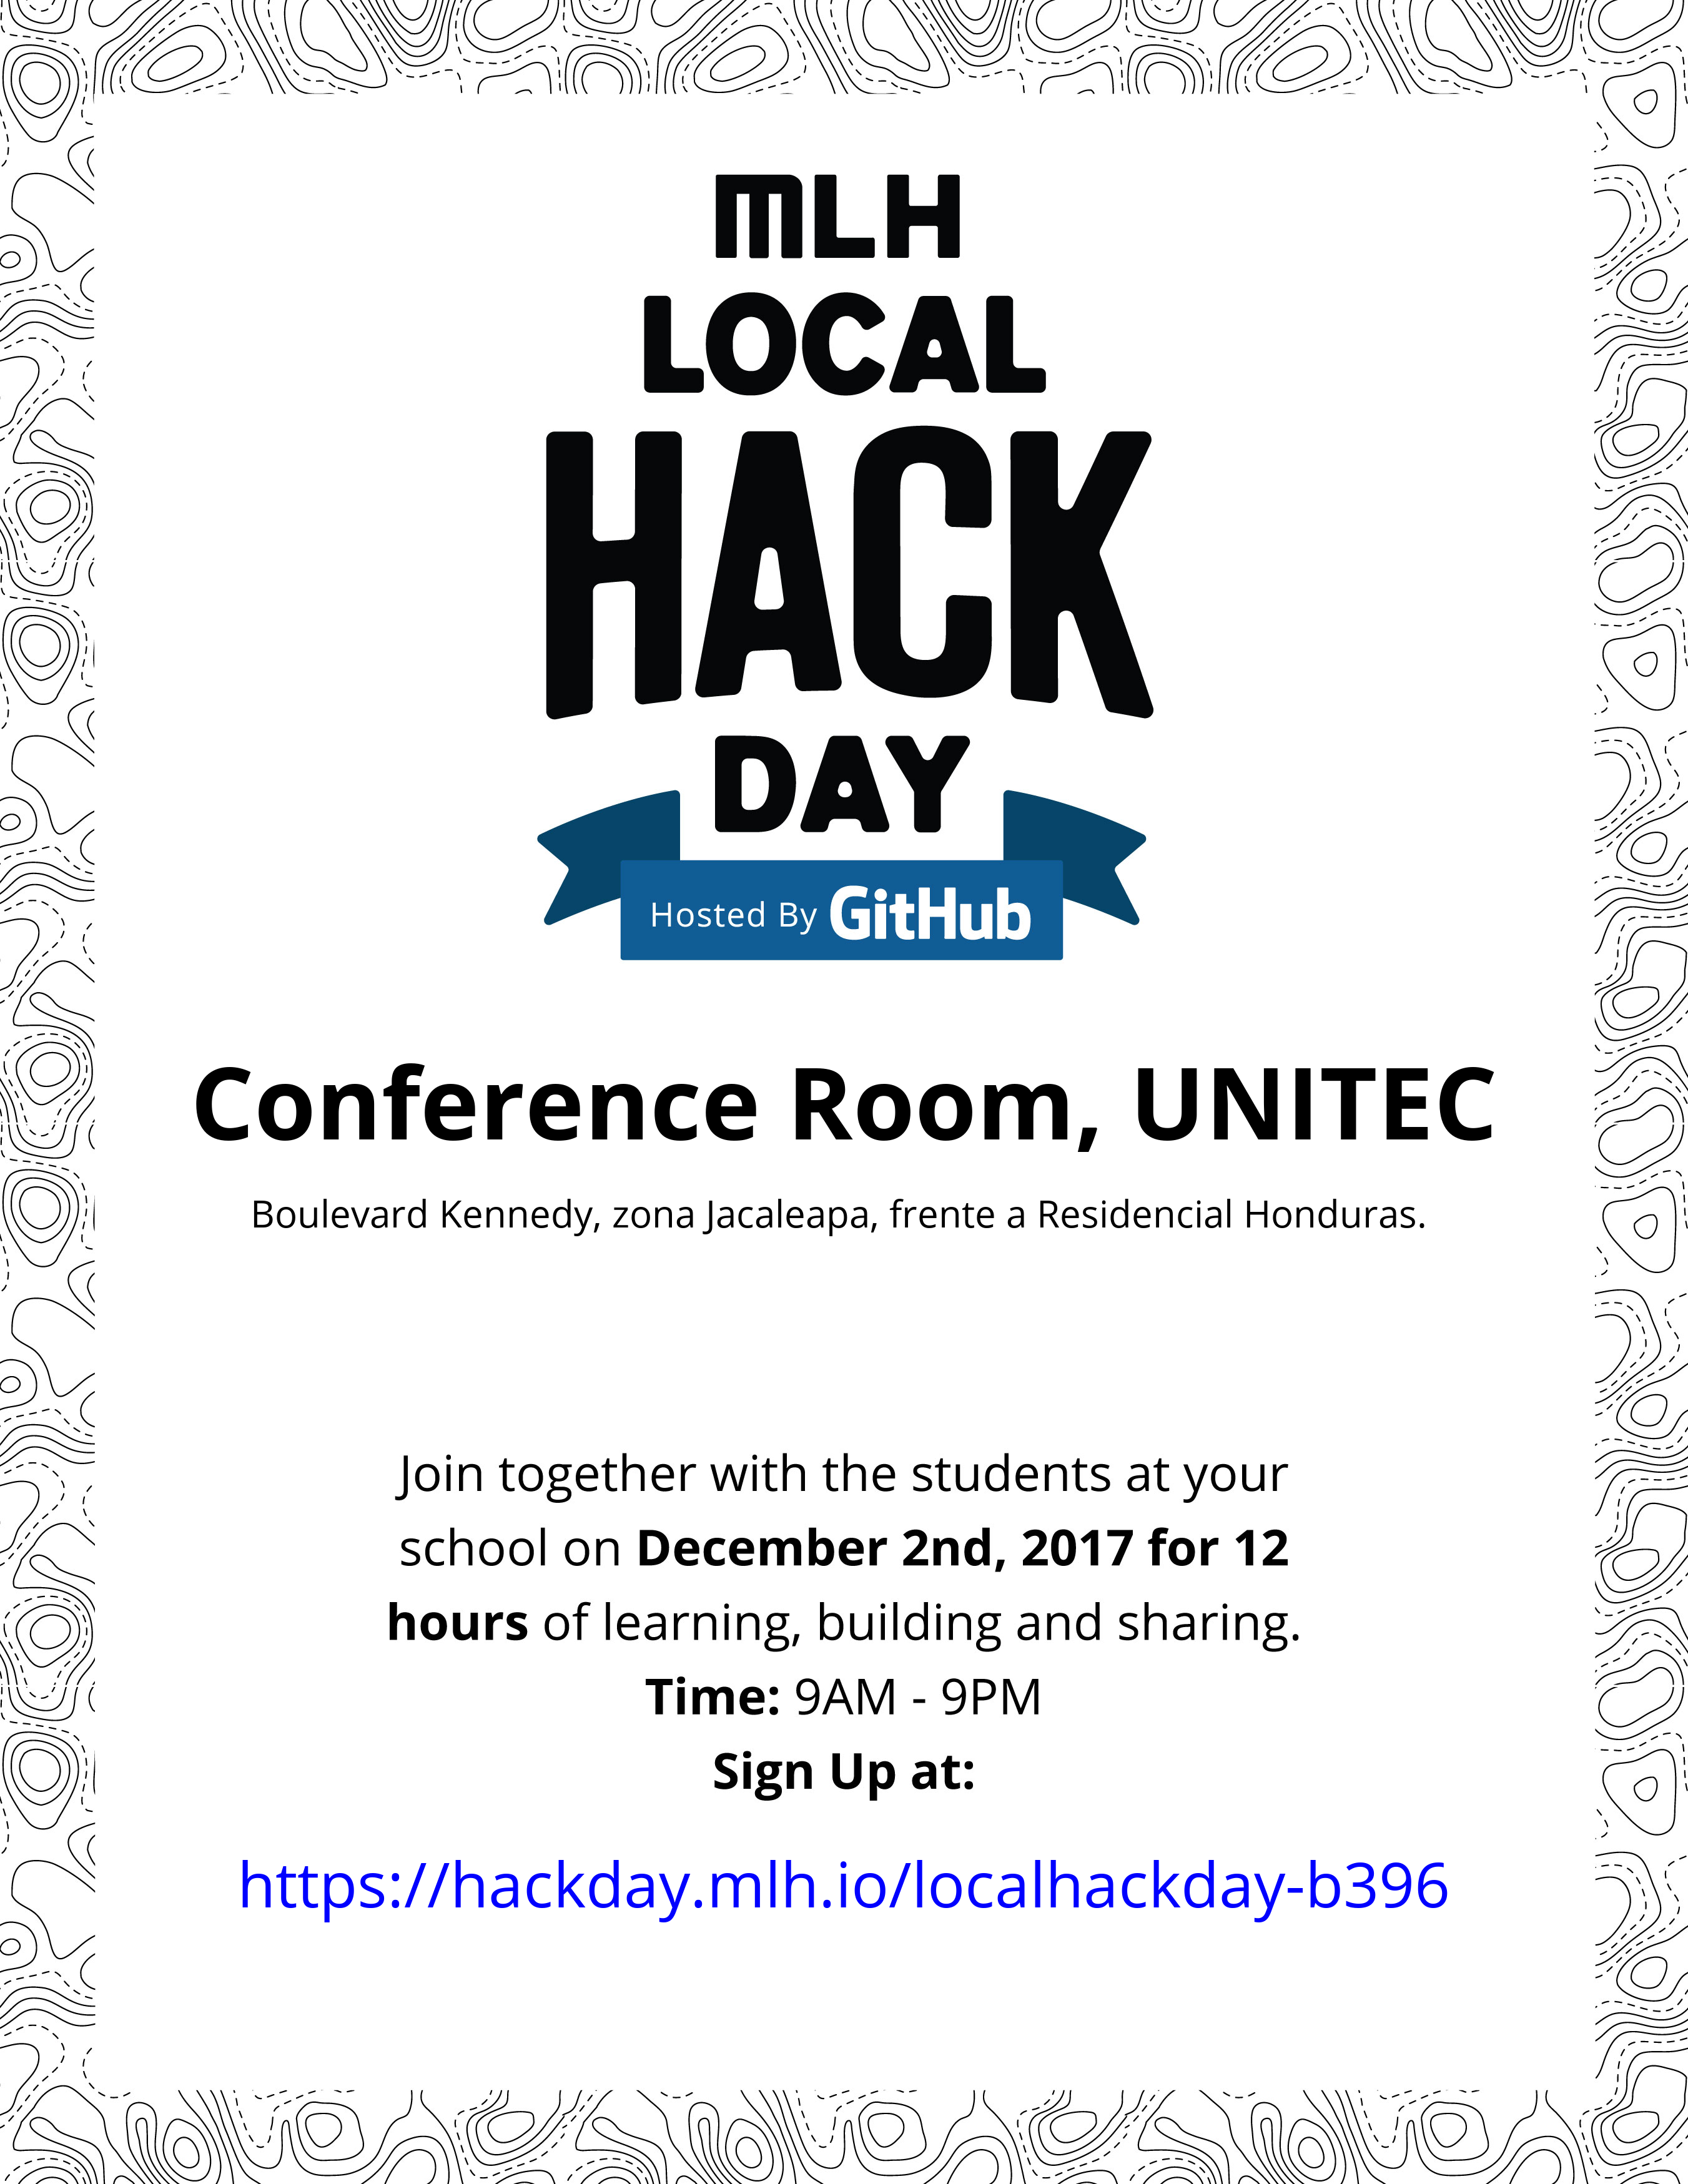 MLH
LOCAL
HACK
DAY
Hosted By GitHub
Conference Room, UNITEC
Boulevard Kennedy, zona Jacaleapa, frente a Residencial Honduras.
Join together with the students at your
school on December 2nd, 2017 for 12
hours of learning, building and sharing.
Time: 9AM - 9PM
Sign Up at:
https://hackday.mlh.io/localhackday-b396